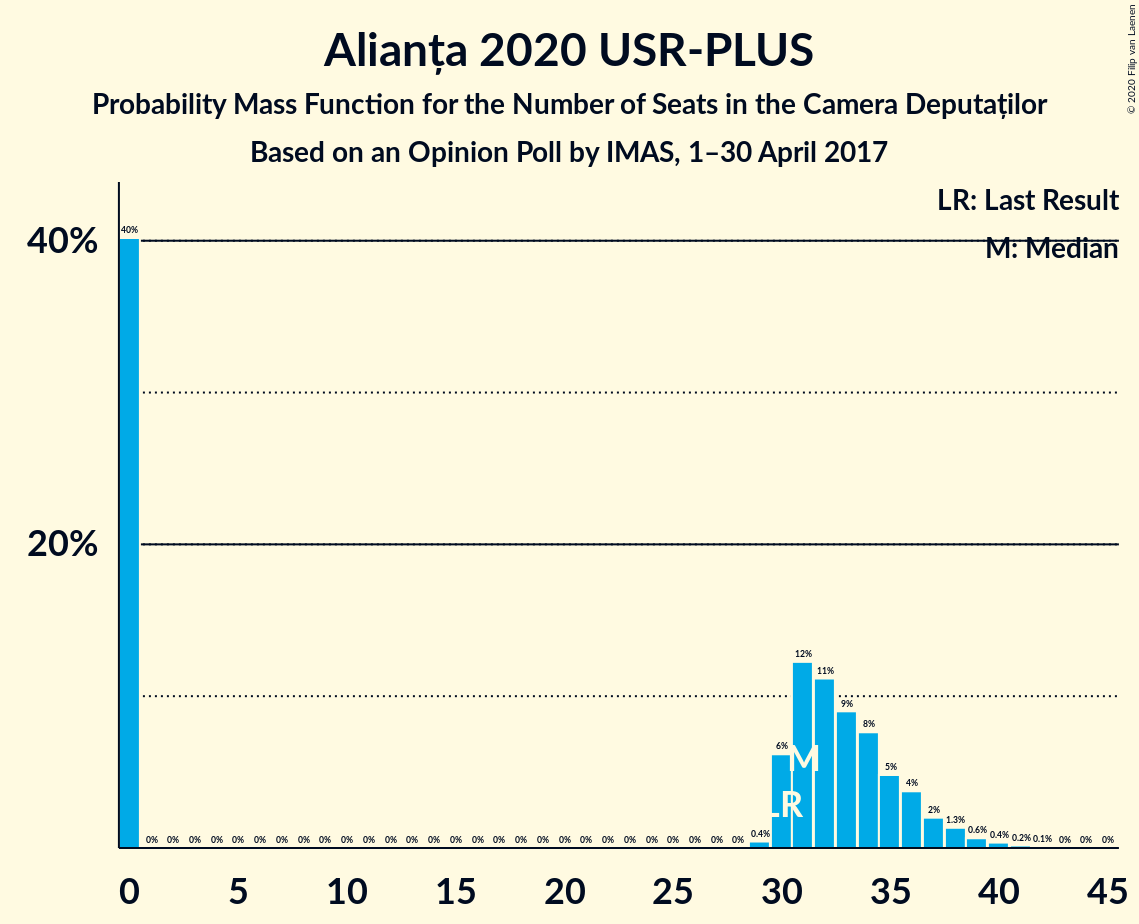 Alianța 2020 USR-PLUS
Probability Mass Function for the Number of Seats in the Camera Deputaților
Based on an Opinion Poll by IMAS, 1–30 April 2017
© 2020 Filip van Laenen
LR: Last Result
M: Median
40%
20%
40% 0% 0% 0% 0% 0% 0% 0% 0% 0% 0% 0% 0% 0% 0% 0% 0% 0% 0% 0% 0% 0% 0% 0% 0% 0% 0% 0% 0% 0.4% 6% 12% 11% 9% 8% 5% 4% 2% 1.3% 0.6% 0.4% 0.2% 0.1% 0% 0% 0%
M
LR
0 5 10 15 20 25 30 35 40 45